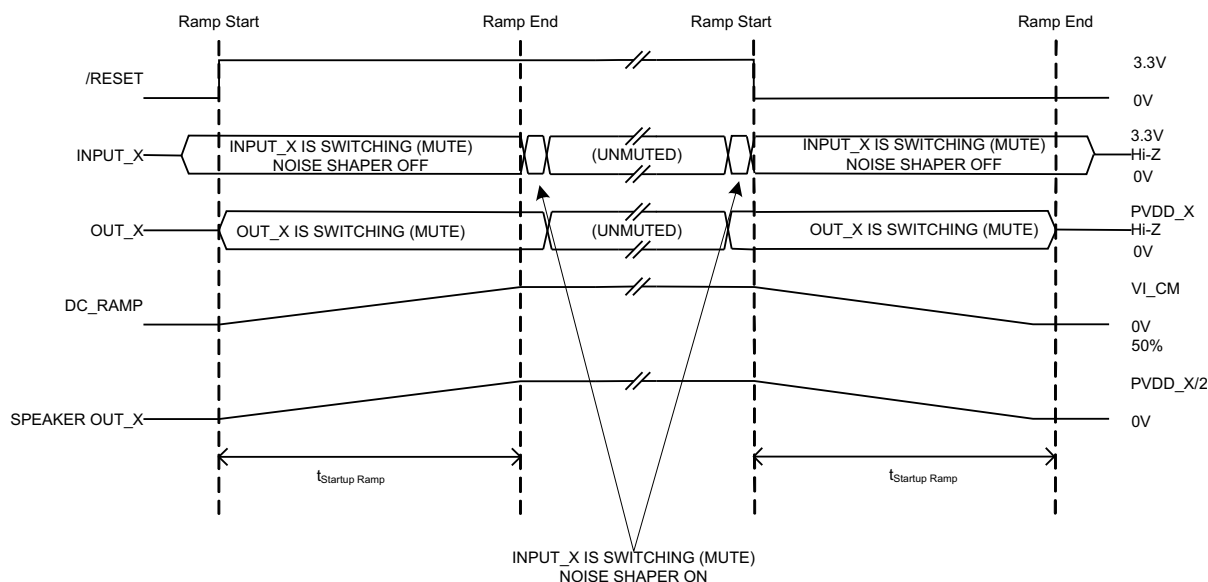 Ramp Start
Ramp End
Ramp Start
Ramp End
/RESET
3.3V
0V
INPUT_X
INPUT_X IS SWITCHING (MUTE)
NOISE SHAPER OFF
(UNMUTED)
INPUT_X IS SWITCHING (MUTE)
NOISE SHAPER OFF
3.3V
Hi-Z
0V
OUT_X
OUT_X IS SWITCHING (MUTE)
(UNMUTED)
OUT_X IS SWITCHING (MUTE)
PVDD_X
Hi-Z
0V
DC_RAMP
VI_CM
0V
50%
SPEAKER OUT_X
PVDD_X/2
0V
tStartup Ramp
tStartup Ramp
INPUT_X IS SWITCHING (MUTE)
NOISE SHAPER ON